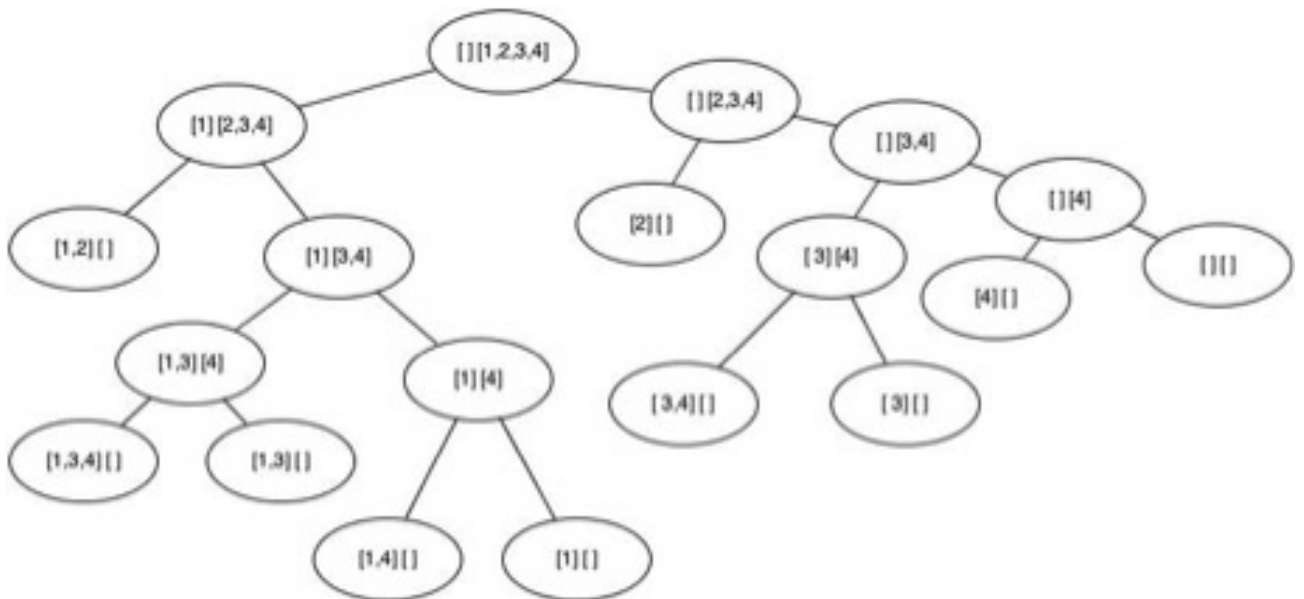 [ ] [1,2,3,4]
[ ] [2,3,4]
[1] [2,3,4]
[ ] [3,4]
[ ] [4]
[2] [ ]
[1,2] [ ]
[1] [3,4]
[ 3] [4]
[ ] [ ]
[4] [ ]
[1,3] [4]
[1] [4]
[ 3,4] [ ]
[ 3] [ ]
[1,3,4] [ ]
[1,3] [ ]
[1,4] [ ]
[1] [ ]